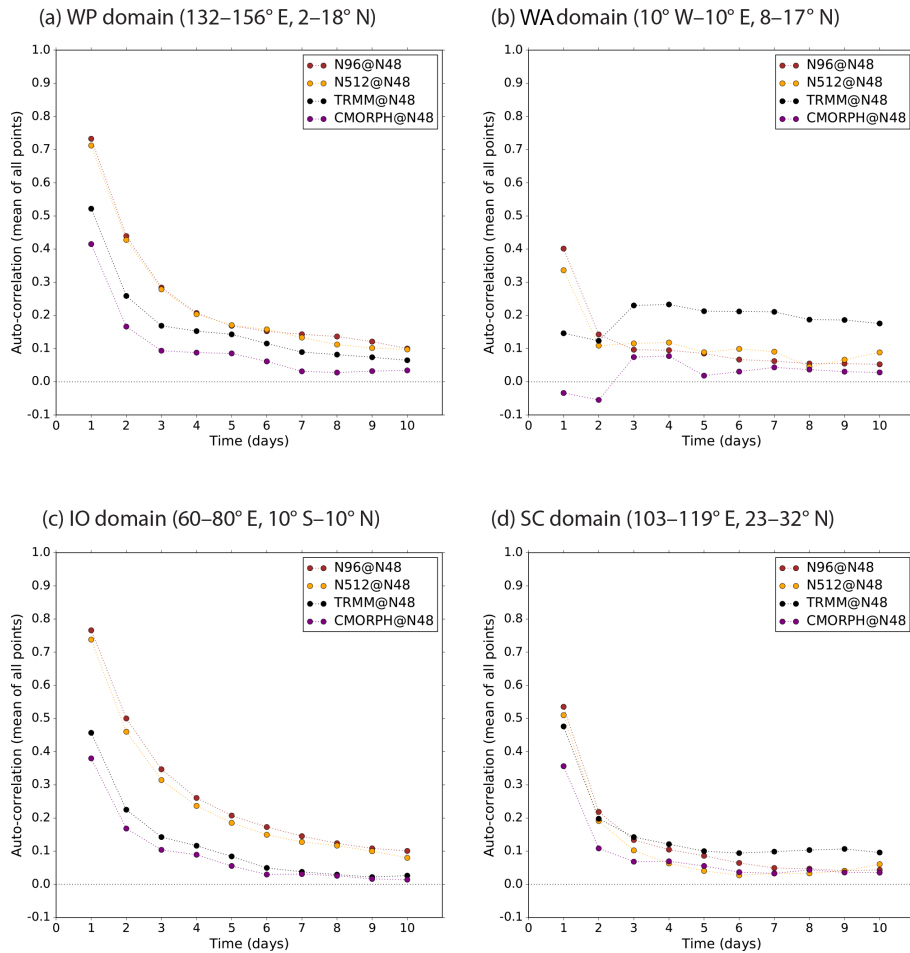 (a) WP domain (132–156° E, 2–18° N)
1.0
0.9
0.8
0.7
0.6
0.5
0.4
0.3
0.2
0.1
0.0
-0.1
Auto-correlation (mean of all points)
N96@N48
N512@N48
TRMM@N48
CMORPH@N48
0 1 2 3 4 5 6 7 8 9 10
Time (days)
(b) WA domain (10° W–10° E, 8–17° N)
1.0
0.9
0.8
0.7
0.6
0.5
0.4
0.3
0.2
0.1
0.0
-0.1
Auto-correlation (mean of all points)
N96@N48
N512@N48
TRMM@N48
CMORPH@N48
0 1 2 3 4 5 6 7 8 9 10
Time (days)
(c) IO domain (60–80° E, 10° S–10° N)
1.0
0.9
0.8
0.7
0.6
0.5
0.4
0.3
0.2
0.1
0.0
-0.1
Auto-correlation (mean of all points)
N96@N48
N512@N48
TRMM@N48
CMORPH@N48
0 1 2 3 4 5 6 7 8 9 10
Time (days)
(d) SC domain (103–119° E, 23–32° N)
1.0
0.9
0.8
0.7
0.6
0.5
0.4
0.3
0.2
0.1
0.0
-0.1
Auto-correlation (mean of all points)
N96@N48
N512@N48
TRMM@N48
CMORPH@N48
0 1 2 3 4 5 6 7 8 9 10
Time (days)